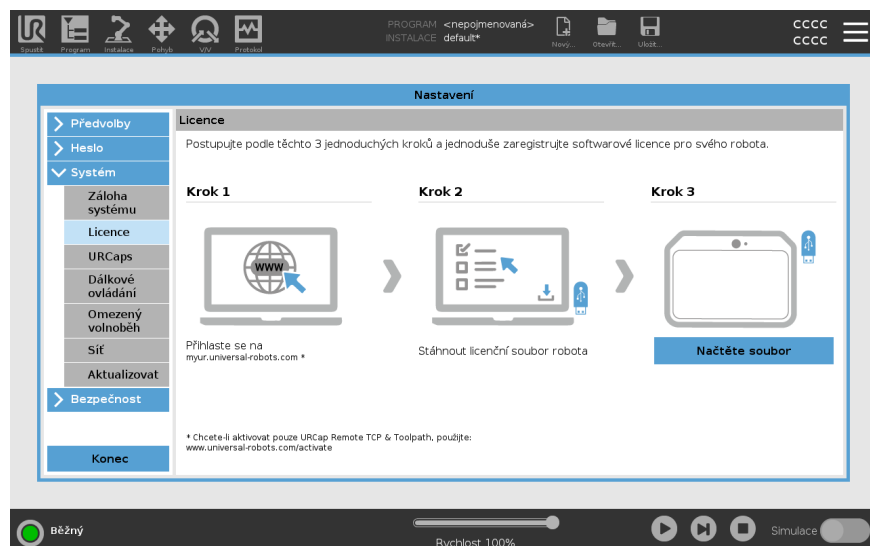 PROGRAM <nepojmenovaná>
INSTALACE default*
CCCC
CCCC
Spustit Program Instalace Pohyb V/V Protokol Nový... Otevřít... Uložit...
Nastavení
Předvolby
Heslo
Systém
Záloha
systému
Licence
URCaps
Dálkové
ovládání
Omezený
volnoběh
Síť
Aktualizovat
Bezpečnost
Konec
Licence
Postupujte podle těchto 3 jednoduchých kroků a jednoduše zaregistrujte softwarové licence pro svého robota.
Krok 1
WWW
Přihlaste se na
myur.universal-robots.com *
Krok 2
Stáhnout licenční soubor robota
Krok 3
Načtěte soubor
* Chcete-li aktivovat pouze URCap Remote TCP & Toolpath, použijte:
www.universal-robots.com/activate
Běžný
Rychlost 100%
Simulace